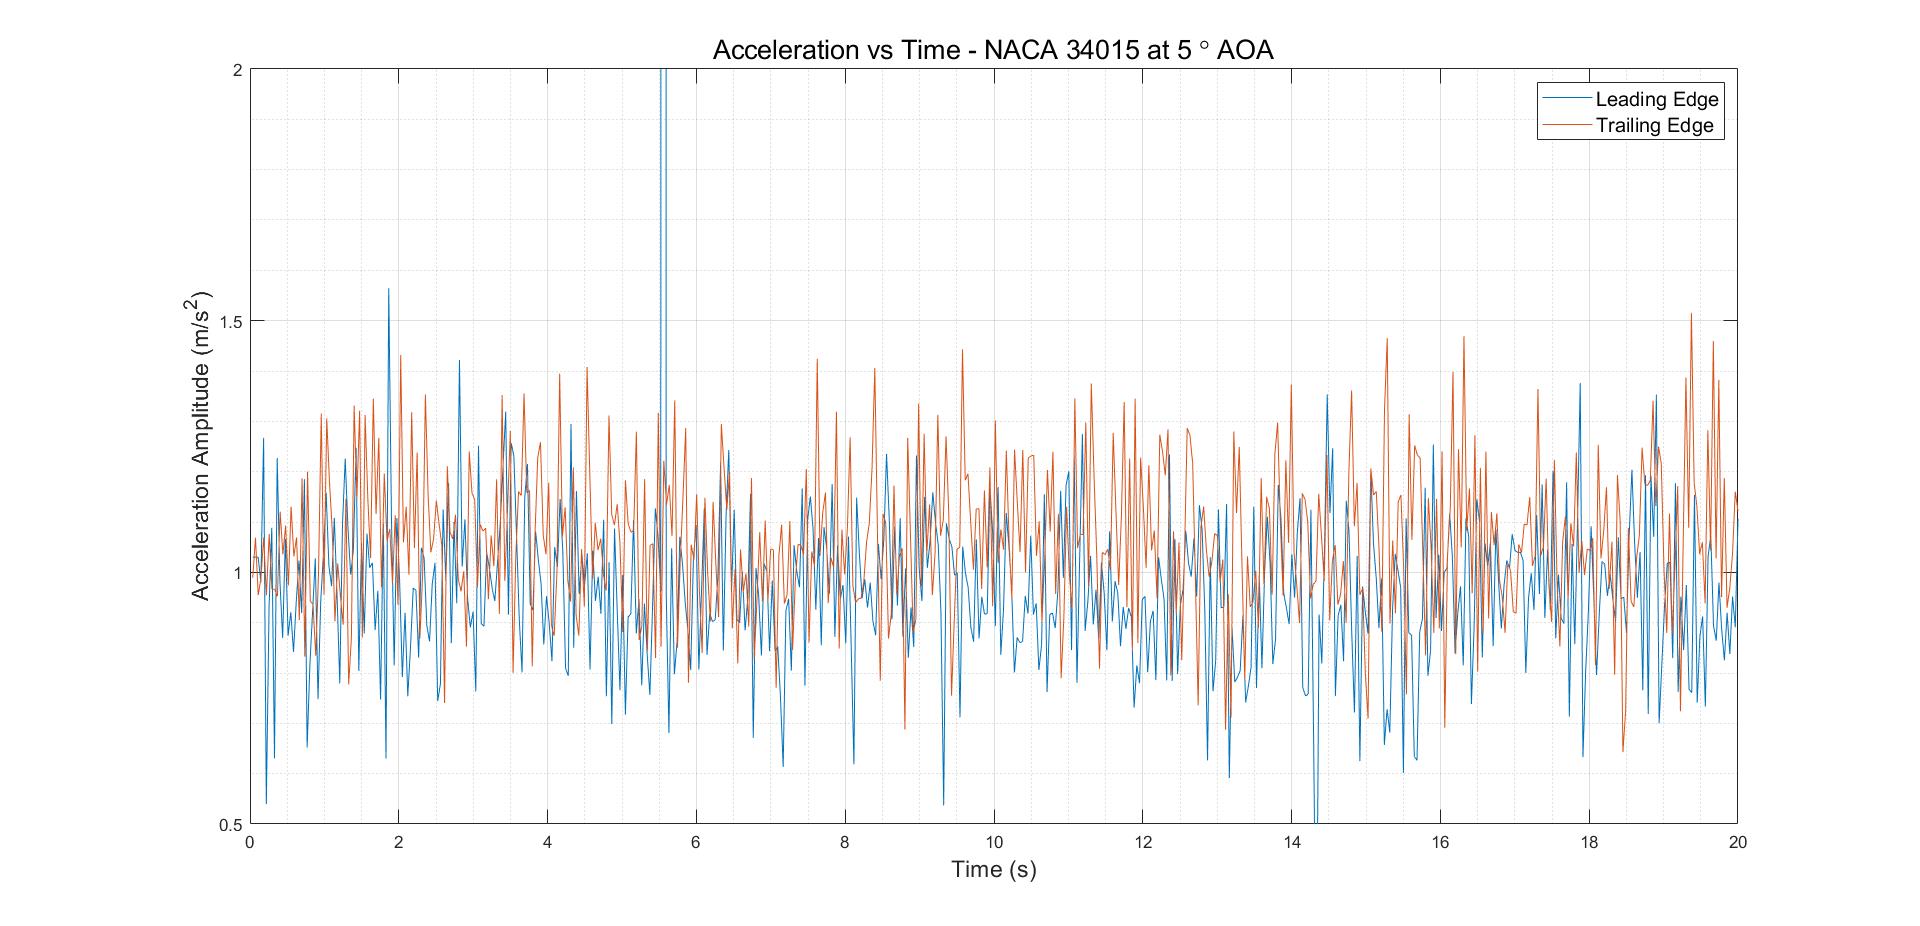 Acceleration vs Time - NACA 34015 at 5 ° AOA
Leading Edge
Trailing Edge
Acceleration Amplitude (m/s²)
2
1.5
1
0.5
0 2 4 6 8 10 12 14 16 18 20
Time (s)